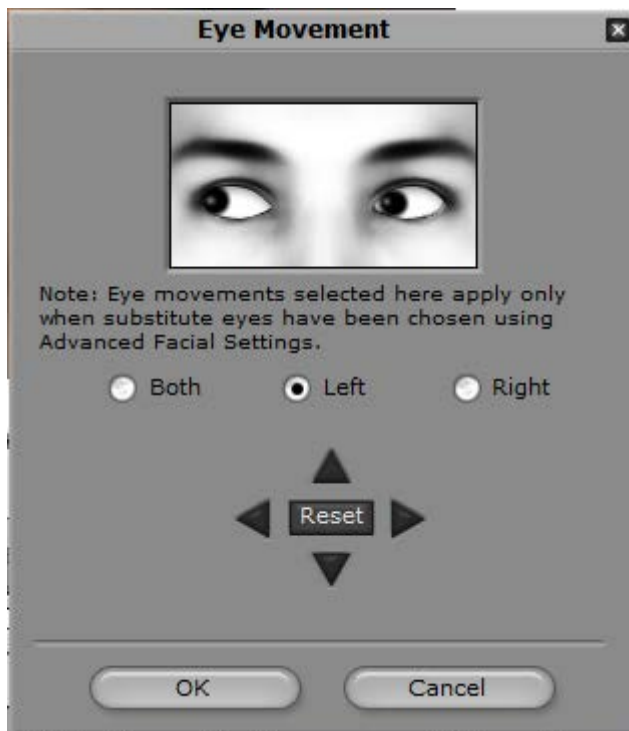 Eye Movement
Note: Eye movements selected here apply only
when substitute eyes have been chosen using
Advanced Facial Settings.
Both Left Right
Reset
OK Cancel